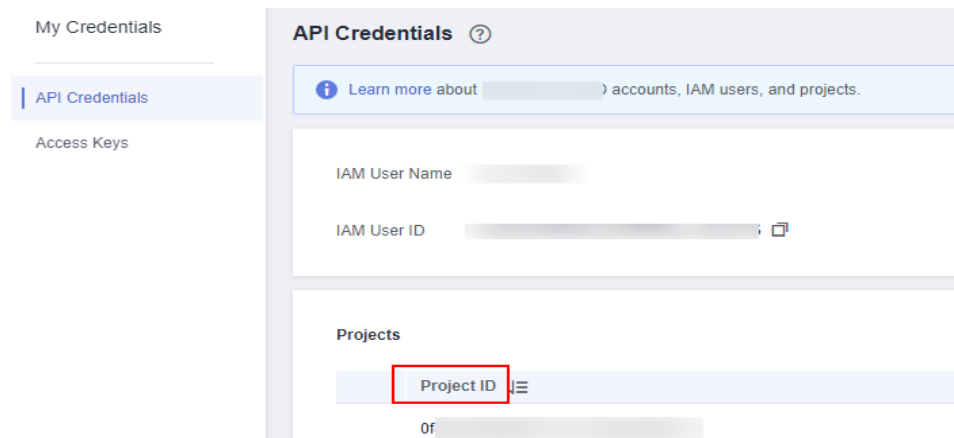 My Credentials
API Credentials
Access Keys
API Credentials
Learn more about accounts, IAM users, and projects.
IAM User Name
IAM User ID
Projects
Project ID
0f